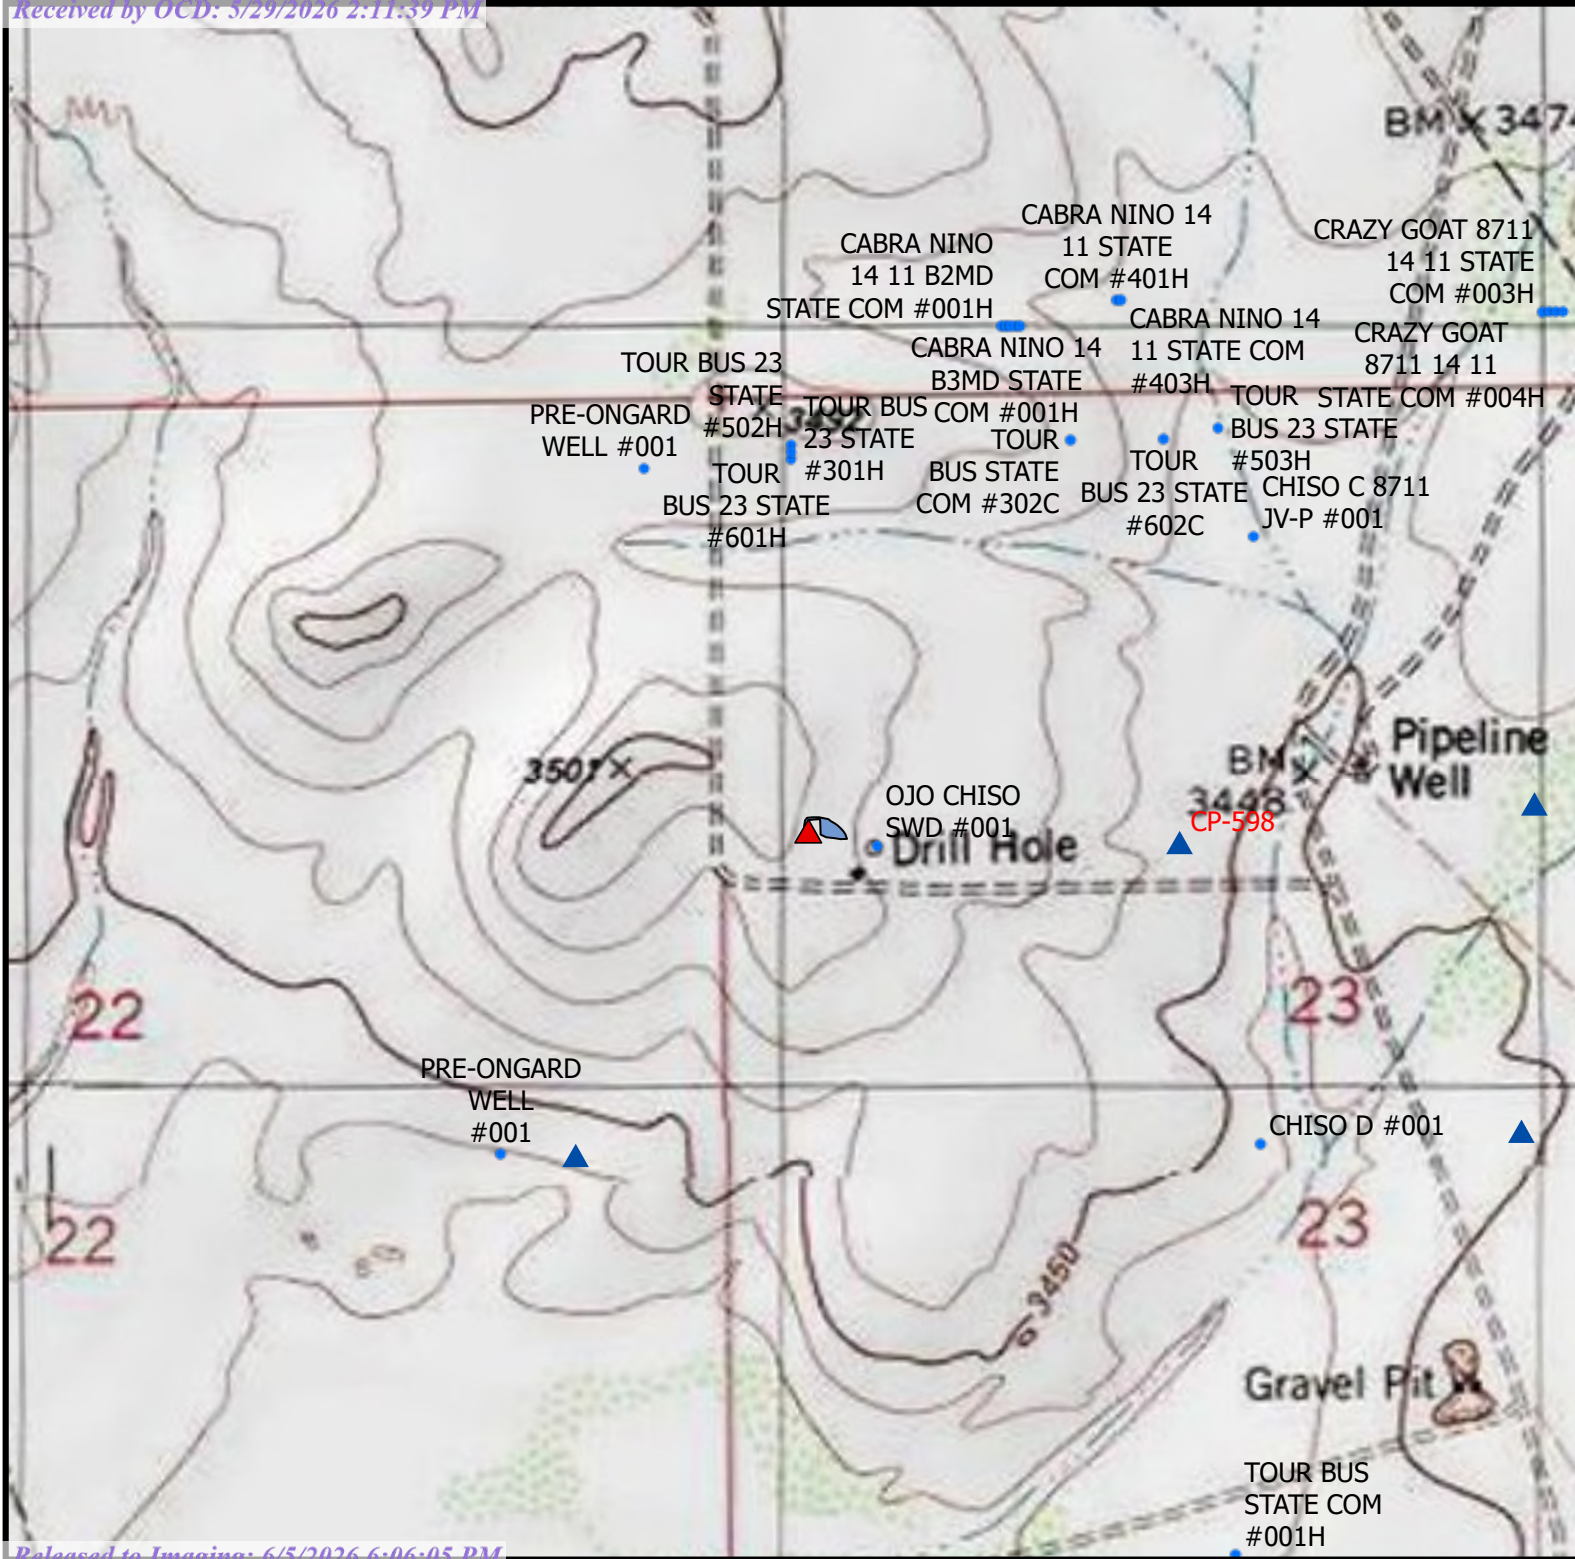 Received by OCD: 5/29/2026 2:11:39 PM
BM X 3474
CABRA NINO 14
11 STATE
COM #401H
CABRA NINO
14 11 B2MD
STATE COM #001H
CRAZY GOAT 8711
14 11 STATE
COM #003H
CABRA NINO 14
11 STATE COM
#403H
CRAZY GOAT
8711 14 11
STATE COM #004H
CABRA NINO 14
B3MD STATE
COM #001H
TOUR BUS 23
STATE
#502H
PRE-ONGARD
WELL #001
3492
TOUR BUS
23 STATE
#301H
TOUR
BUS 23 STATE
#503H
TOUR
BUS STATE
COM #302C
TOUR
BUS 23 STATE
#602C
TOUR
BUS 23 STATE
#601H
CHISO C 8711
JV-P #001
3507 X
BM X
3448
Pipeline
Well
OJO CHISO
SWD #001
CP-598
Drill Hole
22
23
PRE-ONGARD
WELL
#001
CHISO D #001
22
23
3450
Gravel Pit
TOUR BUS
STATE COM
#001H
Released to Imaging: 6/5/2026 6:06:05 PM